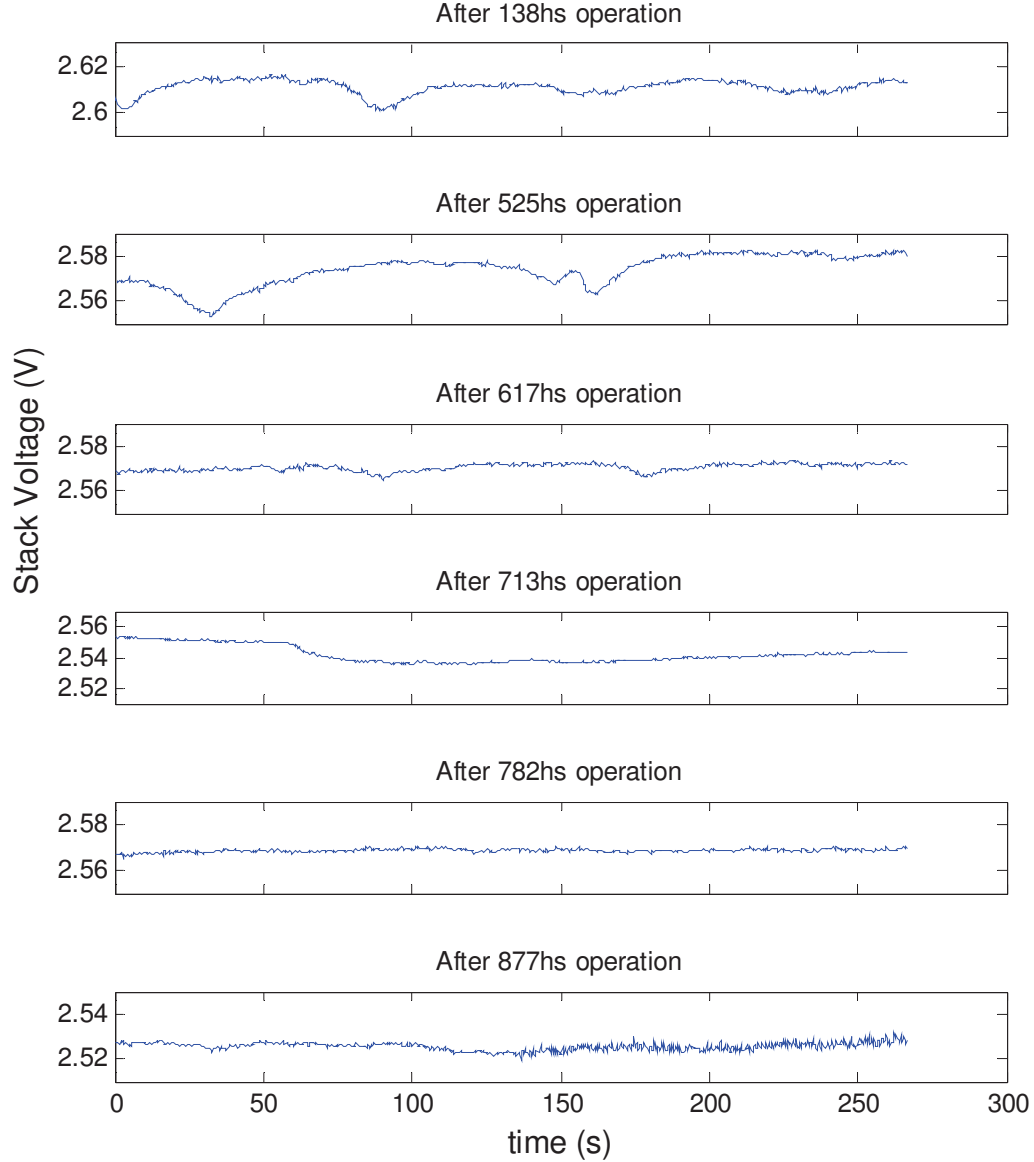 After 138hs operation
2.62
2.6
After 525hs operation
2.58
2.56
After 617hs operation
2.58
2.56
After 713hs operation
2.56
2.54
2.52
After 782hs operation
2.58
2.56
After 877hs operation
2.54
2.52
0 50 100 150 200 250 300
time (s)
Stack Voltage (V)